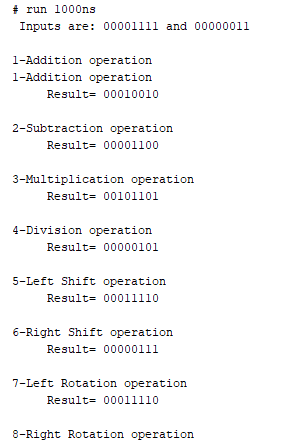 # run 1000ns
Inputs are: 00001111 and 00000011
1-Addition operation
1-Addition operation
Result= 00010010
2-Subtraction operation
Result= 00001100
3-Multiplication operation
Result= 00101101
4-Division operation
Result= 00000101
5-Left Shift operation
Result= 00011110
6-Right Shift operation
Result= 00000111
7-Left Rotation operation
Result= 00011110
8-Right Rotation operation